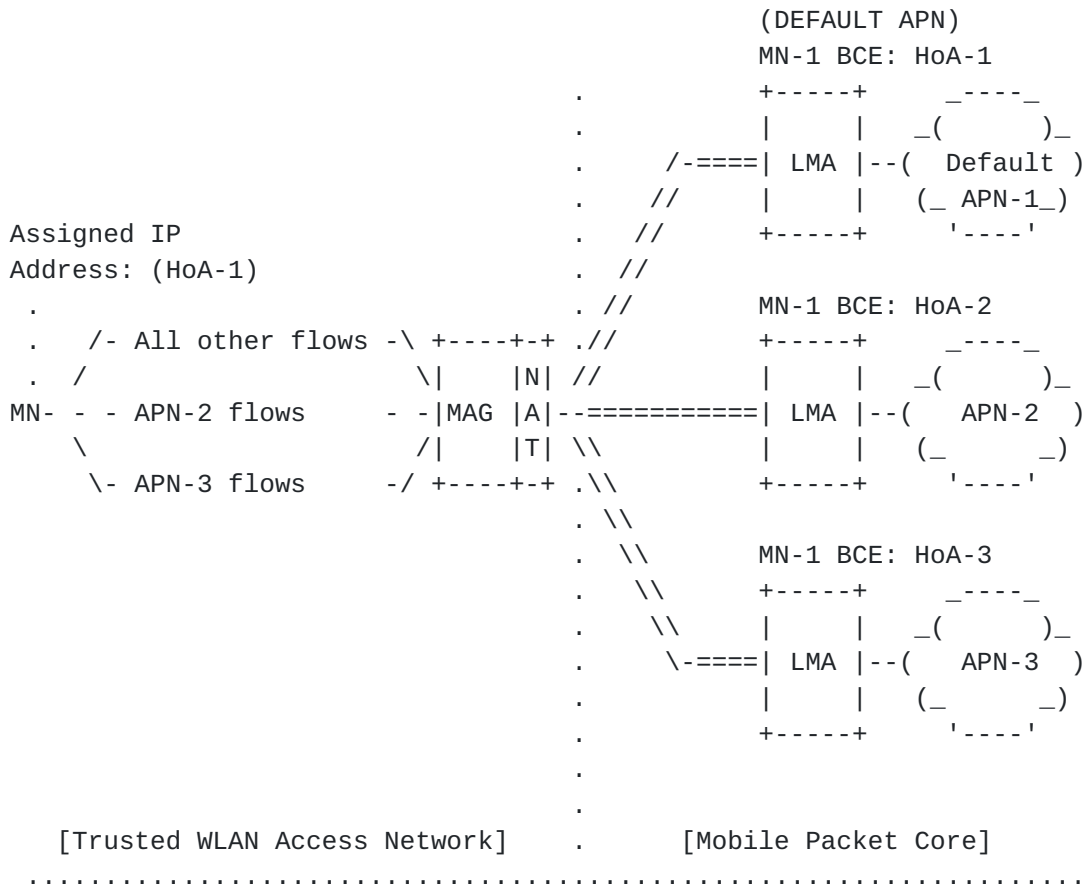 (DEFAULT APN)
                                                MN-1 BCE: HoA-1
                                    .           +-----+     _----_
                                    .           |     |   _(      )_
                                    .     /-====| LMA |--(  Default )
                                    .    //     |     |   (_ APN-1_)
Assigned IP                         .   //      +-----+     '----'
Address: (HoA-1)                    .  //
 .                                  . //        MN-1 BCE: HoA-2
 .   /- All other flows -\ +----+-+ .//         +-----+     _----_
 .  /                     \|    |N| //          |     |   _(      )_
MN- - - APN-2 flows     - -|MAG |A|--===========| LMA |--(   APN-2  )
    \                     /|    |T| \\          |     |   (_      _)
     \- APN-3 flows     -/ +----+-+ .\\         +-----+     '----'
                                    . \\
                                    .  \\       MN-1 BCE: HoA-3
                                    .   \\      +-----+     _----_
                                    .    \\     |     |   _(      )_
                                    .     \-====| LMA |--(   APN-3  )
                                    .           |     |   (_      _)
                                    .           +-----+     '----'
                                    .
                                    .
   [Trusted WLAN Access Network]    .      [Mobile Packet Core]
 ....................................................................